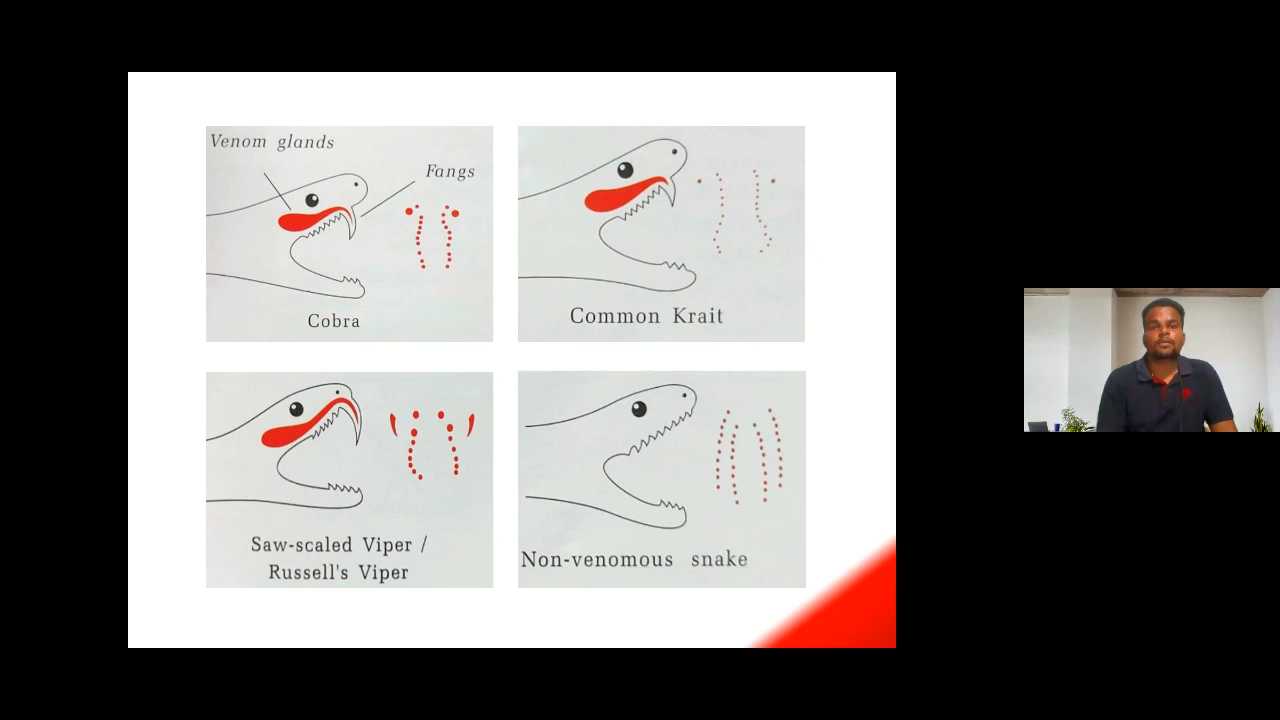 Venom glands
Fangs
Cobra
Common Krait
Saw-scaled Viper /
Russell's Viper
Non-venomous snake